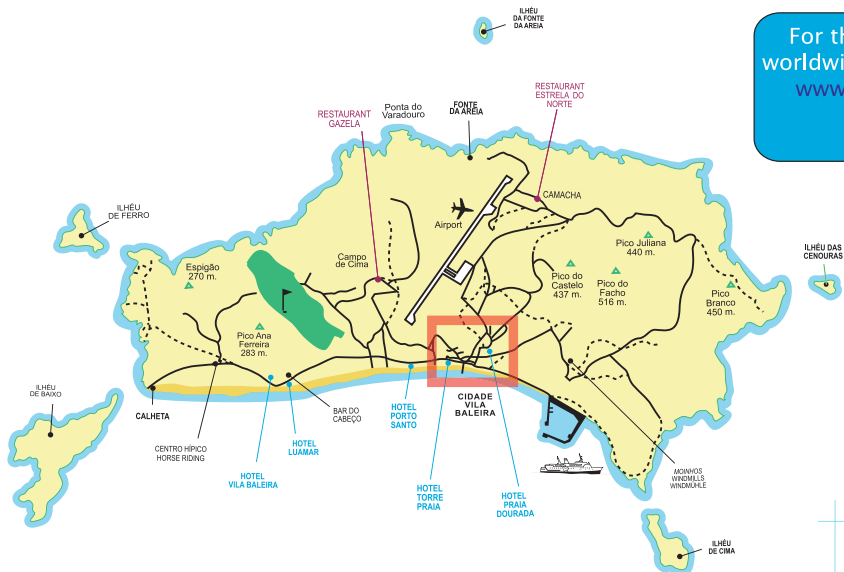 ILHÉU
DA FONTE
DA AREIA
For th
worldwi
www
RESTAURANT
ESTRELA DO
NORTE
RESTAURANT
GAZELA
Ponta do
Varadouro
FONTE
DA AREIA
CAMACHA
ILHÉU
DE FERRO
Airport
Campo
de Cima
Espigão
270 m.
Pico Juliana
440 m.
ILHÉU DAS
CENOURAS
Pico do
Castelo
437 m.
Pico do
Facho
516 m.
Pico
Branco
450 m.
Pico Ana
Ferreira
283 m.
ILHÉU
DE BAIXO
CALHETA
BAR DO
CABEÇO
HOTEL
PORTO
SANTO
CIDADE
VILA
BALEIRA
CENTRO HÍPICO
HORSE RIDING
HOTEL
LUAMAR
HOTEL
VILA BALEIRA
HOTEL
TORRE
PRAIA
HOTEL
PRAIA
DOURADA
MOINHOS
WINDMILLS
WINDMÜHLE
ILHÉU
DE CIMA